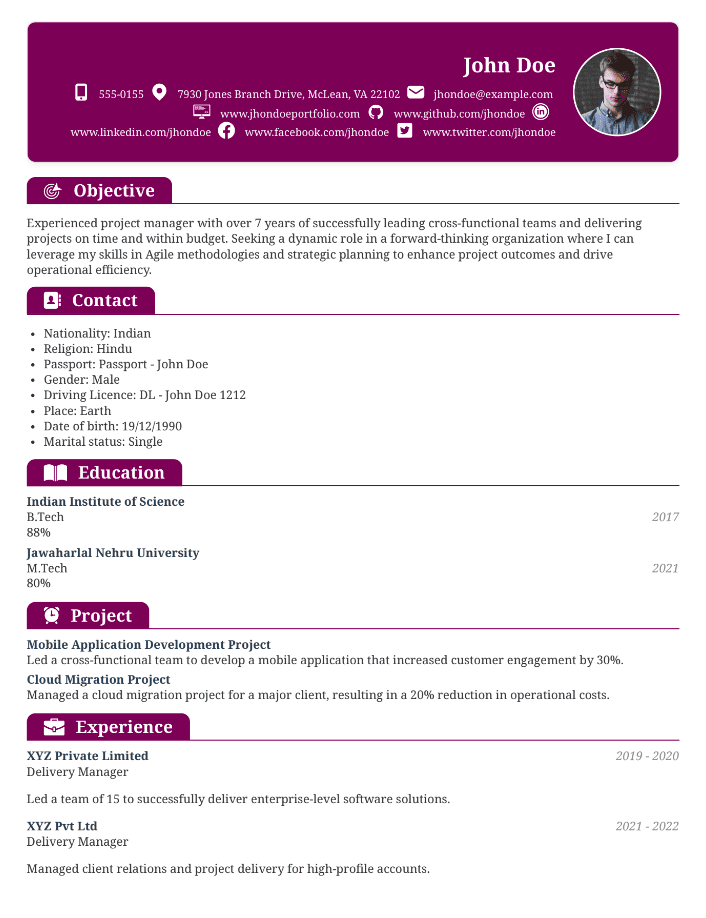 John Doe
555-0155 7930 Jones Branch Drive, McLean, VA 22102 jhondoe@example.com
www.jhondoeportfolio.com www.github.com/jhondoe
www.linkedin.com/jhondoe www.facebook.com/jhondoe www.twitter.com/jhondoe
Objective
Experienced project manager with over 7 years of successfully leading cross-functional teams and delivering
projects on time and within budget. Seeking a dynamic role in a forward-thinking organization where I can
leverage my skills in Agile methodologies and strategic planning to enhance project outcomes and drive
operational efficiency.
Contact
• Nationality: Indian
• Religion: Hindu
• Passport: Passport - John Doe
• Gender: Male
• Driving Licence: DL - John Doe 1212
• Place: Earth
• Date of birth: 19/12/1990
• Marital status: Single
Education
Indian Institute of Science
B.Tech 2017
88%
Jawaharlal Nehru University
M.Tech 2021
80%
Project
Mobile Application Development Project
Led a cross-functional team to develop a mobile application that increased customer engagement by 30%.
Cloud Migration Project
Managed a cloud migration project for a major client, resulting in a 20% reduction in operational costs.
Experience
XYZ Private Limited 2019 - 2020
Delivery Manager
Led a team of 15 to successfully deliver enterprise-level software solutions.
XYZ Pvt Ltd 2021 - 2022
Delivery Manager
Managed client relations and project delivery for high-profile accounts.